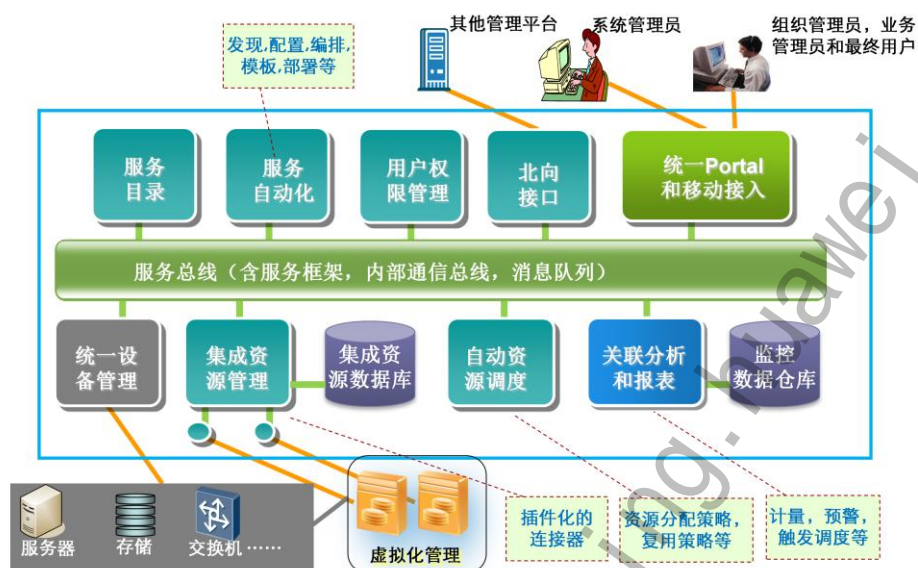 其他管理平台
系统管理员
组织管理员，业务
管理员和最终用户
发现,配置,编排,
模板,部署等
服务
目录
服务
自动化
用户权
限管理
北向
接口
统一Portal
和移动接入
服务总线（含服务框架，内部通信总线，消息队列）
统一设
备管理
集成资
源管理
集成资
源数据库
自动资
源调度
关联分析
和报表
监控
数据仓库
服务器
存储
交换机……
虚拟化管理
插件化的
连接器
资源分配策略，
复用策略等
计量，预警，
触发调度等
ing.huawei